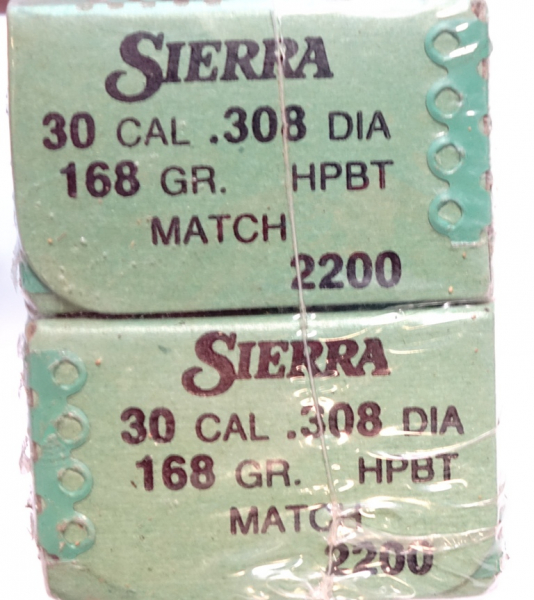 SIERRA
30 CAL .308 DIA
168 GR. HPBT
MATCH
2200
SIERRA
30 CAL .308 DIA
168 GR. HPBT
MATCH
2200